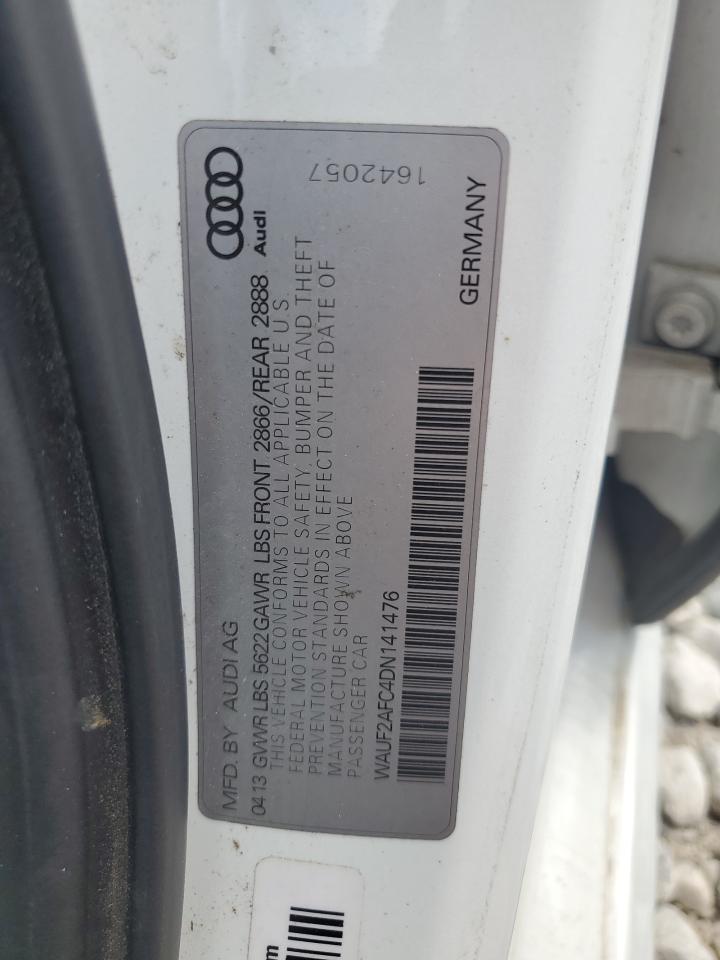 MFD. BY AUDI AG
Audi
0413 GVWR LBS 5622 GAWR LBS FRONT 2866/REAR 2888
THIS VEHICLE CONFORMS TO ALL APPLICABLE U.S.
FEDERAL MOTOR VEHICLE SAFETY, BUMPER AND THEFT
PREVENTION STANDARDS IN EFFECT ON THE DATE OF
MANUFACTURE SHOWN ABOVE
PASSENGER CAR
WAUF2AFC4DN141476
GERMANY
1642057